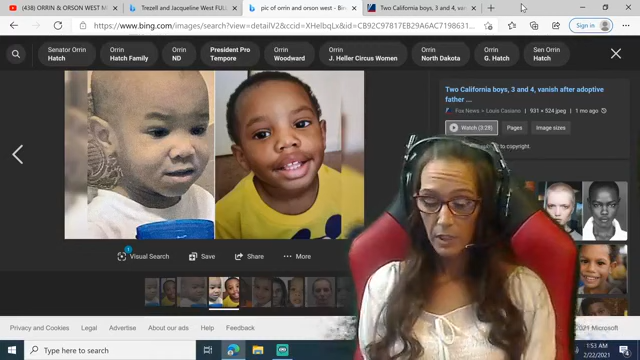 (438) ORRIN & ORSON WEST M
Trezell and Jacqueline West FUL
pic of orrin and orson west -
Two California boys, 3 and 4, van
https://www.bing.com/images/search?view=detailV2&ccid=XHelbqLx&id=CB92C97817EB29A6AC7198631...
Sign in
Senator Orrin Hatch
Orrin Hatch Family
Orrin ND
President Pro Tempore
Orrin Woodward
Orrin J. Heller Circus Women
Orrin North Dakota
Orrin G. Hatch
Sen Orrin Hatch
Two California boys, 3 and 4, vanish after adoptive father ...
Fox News > Louis Casiano | 931 × 524 jpeg | 1 mo ago
Watch (3:28)
Pages
Image sizes
to copyright.
1
Visual Search
Save
Share
More
Privacy and Cookies
Legal
Advertise
About our ads
Help
Feedback
2021 Microsoft
Type here to search
1:53 AM
2/22/2021